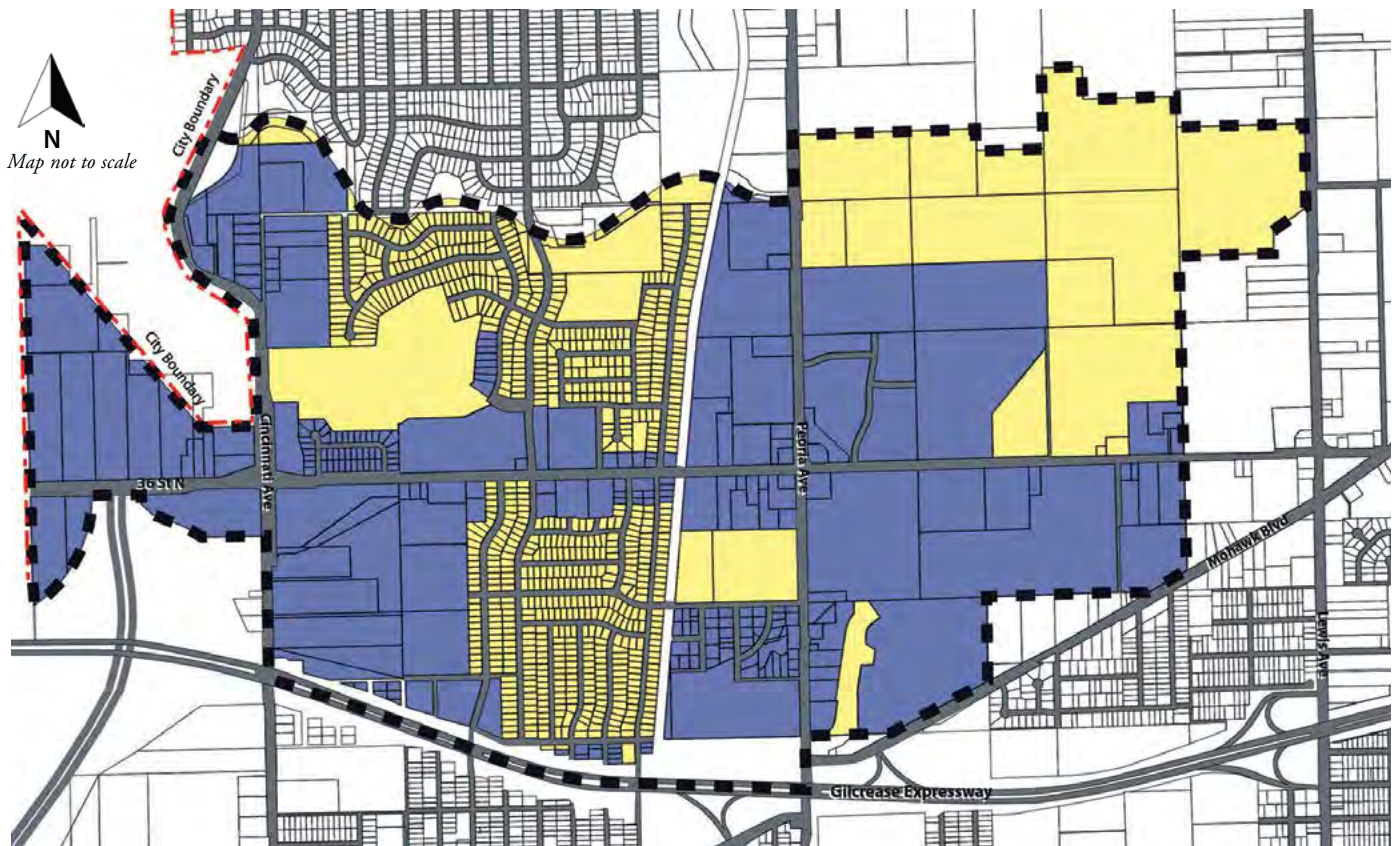 City Boundary
N
Map not to scale
City Boundary
Cincinnati Ave
Peoria Ave
36 St N
Mohawk Blvd
Lewis Ave
Gilcrease Expressway